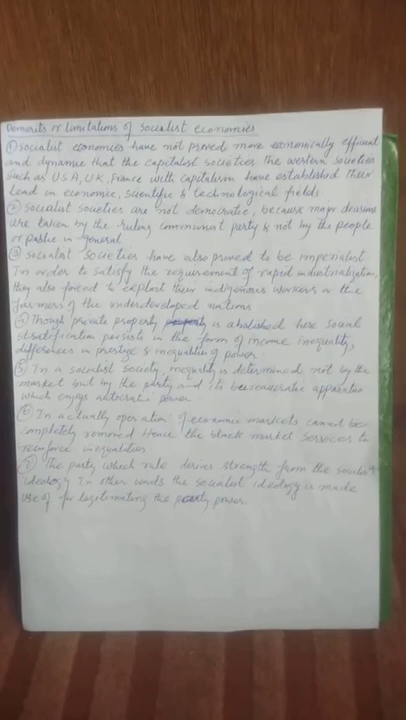 Demerits or limitations of Socialist economies
① Socialist economies have not proved more economically efficient
and dynamic that the capitalist societies the western societies
Such as U.S.A, U.K, France with capitalism have established their
lead in economic, scientific & technological fields.
② Socialist societies are not democratic, because major decisions
are taken by the ruling communist party & not by the people
or public in general
③ Socialist societies have also proved to be imperialist
In order to satisfy the requirement of rapid industrialization,
they also forced to exploit their indigenous workers or the
farmers of the underdeveloped nations.
④ Though private property is abolished here social
stratification persists in the form of income inequality,
differences in prestige & inequalities of power.
⑤ In a socialist society, inequality is determined not by the
market but by the party and its bureaucratic apparatus
which enjoys autocratic power
⑥ In actually operation of economic markets cannot be
completely removed Hence the black market services to
reinforce inequalities
⑦ The party which rule derives strength from the socialist
ideology In other words the socialist ideology is made
use of for legitimating the party power